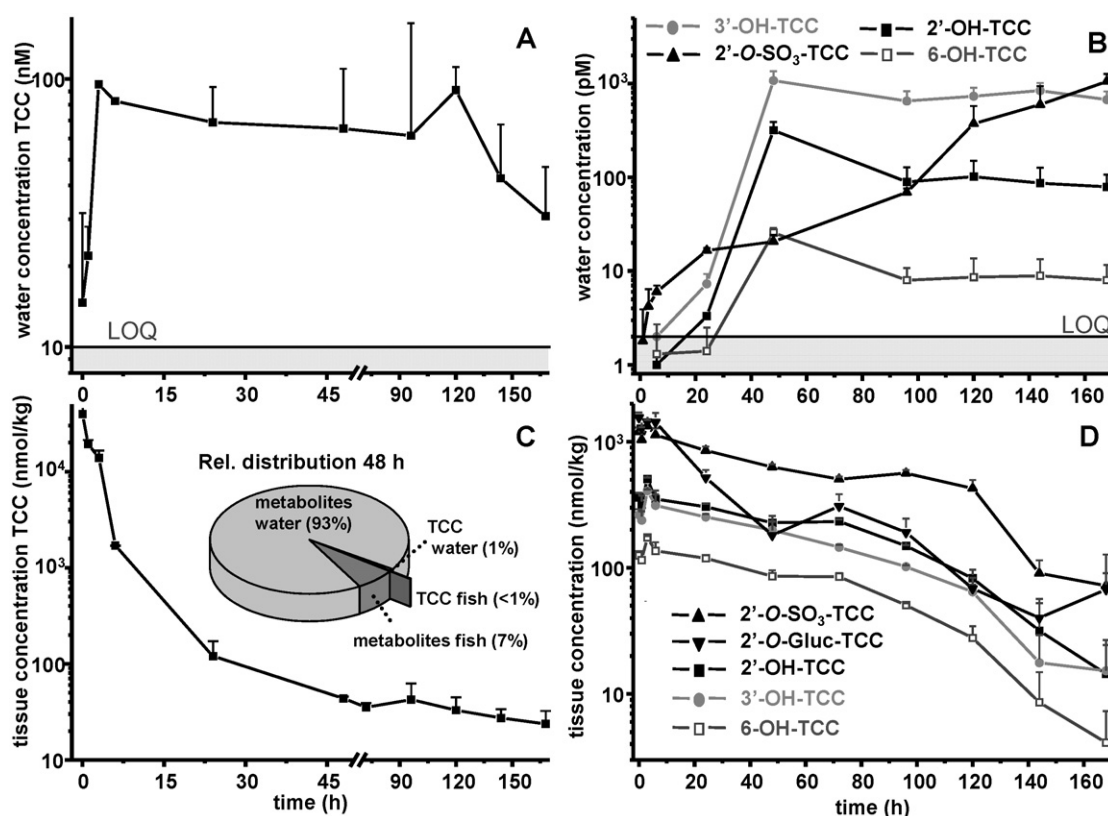 A
water concentration TCC (nM)
100
10
LOQ
0 15 30 45 90 120 150
B
3'-OH-TCC
2'-OH-TCC
2'-O-SO₃-TCC
6-OH-TCC
water concentration (pM)
10³
100
10
1
LOQ
0 20 40 60 80 100 120 140 160
C
tissue concentration TCC (nmol/kg)
10⁴
10³
100
10
Rel. distribution 48 h
metabolites
water (93%)
TCC
water (1%)
TCC fish (<1%)
metabolites fish (7%)
0 15 30 45 90 120 150
time (h)
D
tissue concentration (nmol/kg)
10³
100
10
2'-O-SO₃-TCC
2'-O-Gluc-TCC
2'-OH-TCC
3'-OH-TCC
6-OH-TCC
0 20 40 60 80 100 120 140 160
time (h)